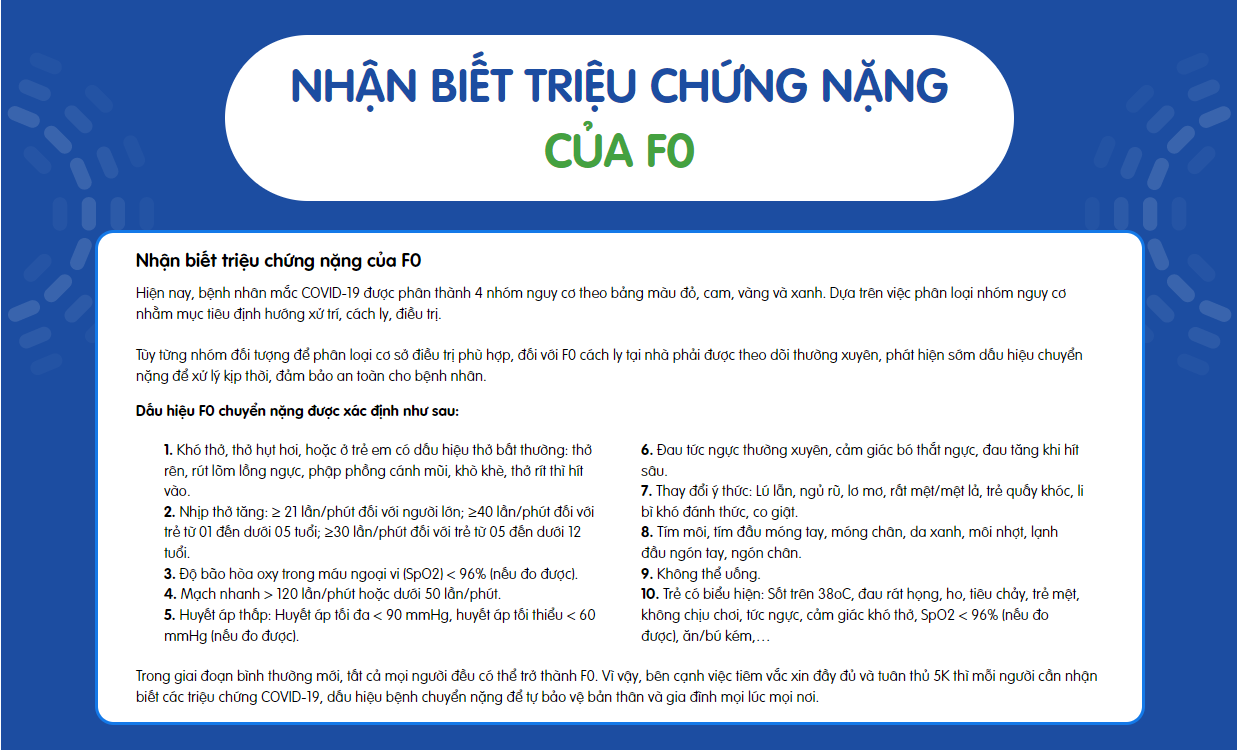 NHẬN BIẾT TRIỆU CHỨNG NẶNG
CỦA F0
Nhận biết triệu chứng nặng của F0
Hiện nay, bệnh nhân mắc COVID-19 được phân thành 4 nhóm nguy cơ theo bảng màu đỏ, cam, vàng và xanh. Dựa trên việc phân loại nhóm nguy cơ
nhằm mục tiêu định hướng xử trí, cách ly, điều trị.
Tùy từng nhóm đối tượng để phân loại cơ sở điều trị phù hợp, đối với F0 cách ly tại nhà phải được theo dõi thường xuyên, phát hiện sớm dấu hiệu chuyển
nặng để xử lý kịp thời, đảm bảo an toàn cho bệnh nhân.
Dấu hiệu F0 chuyển nặng được xác định như sau:
1. Khó thở, thở hụt hơi, hoặc ở trẻ em có dấu hiệu thở bất thường: thở
rên, rút lõm lồng ngực, phập phồng cánh mũi, khò khè, thở rít thì hít
vào.
2. Nhịp thở tăng: ≥ 21 lần/phút đối với người lớn; ≥40 lần/phút đối với
trẻ từ 01 đến dưới 05 tuổi; ≥30 lần/phút đối với trẻ từ 05 đến dưới 12
tuổi.
3. Độ bão hòa oxy trong máu ngoại vi (SpO2) < 96% (nếu đo được).
4. Mạch nhanh > 120 lần/phút hoặc dưới 50 lần/phút.
5. Huyết áp thấp: Huyết áp tối đa < 90 mmHg, huyết áp tối thiểu < 60
mmHg (nếu đo được).
6. Đau tức ngực thường xuyên, cảm giác bó thắt ngực, đau tăng khi hít
sâu.
7. Thay đổi ý thức: Lú lẫn, ngủ rũ, lơ mơ, rất mệt/mệt lả, trẻ quấy khóc, li
bì khó đánh thức, co giật.
8. Tím môi, tím đầu móng tay, móng chân, da xanh, môi nhợt, lạnh
đầu ngón tay, ngón chân.
9. Không thể uống.
10. Trẻ có biểu hiện: Sốt trên 38oC, đau rát họng, ho, tiêu chảy, trẻ mệt,
không chịu chơi, tức ngực, cảm giác khó thở, SpO2 < 96% (nếu đo
được), ăn/bú kém,…
Trong giai đoạn bình thường mới, tất cả mọi người đều có thể trở thành F0. Vì vậy, bên cạnh việc tiêm vắc xin đầy đủ và tuân thủ 5K thì mỗi người cần nhận
biết các triệu chứng COVID-19, dấu hiệu bệnh chuyển nặng để tự bảo vệ bản thân và gia đình mọi lúc mọi nơi.